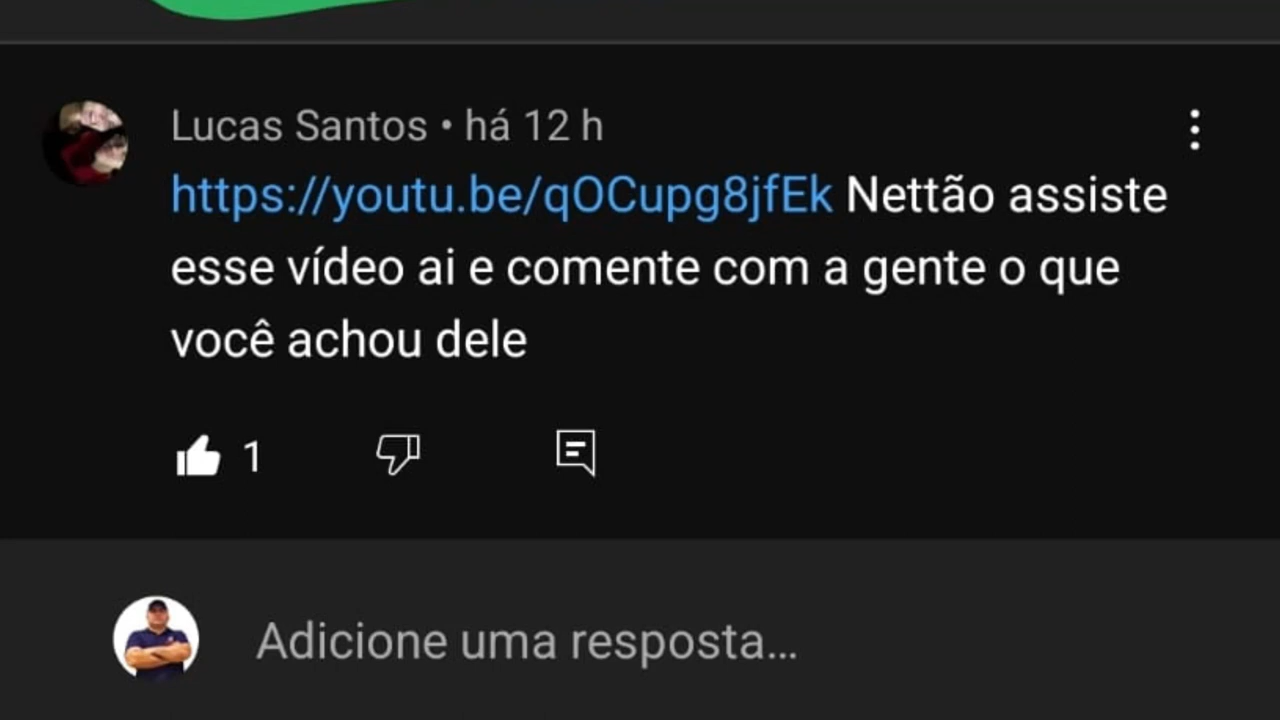 Lucas Santos • há 12 h
https://youtu.be/qOCupg8jfEk Nettão assiste
esse vídeo ai e comente com a gente o que
você achou dele
1
Adicione uma resposta...